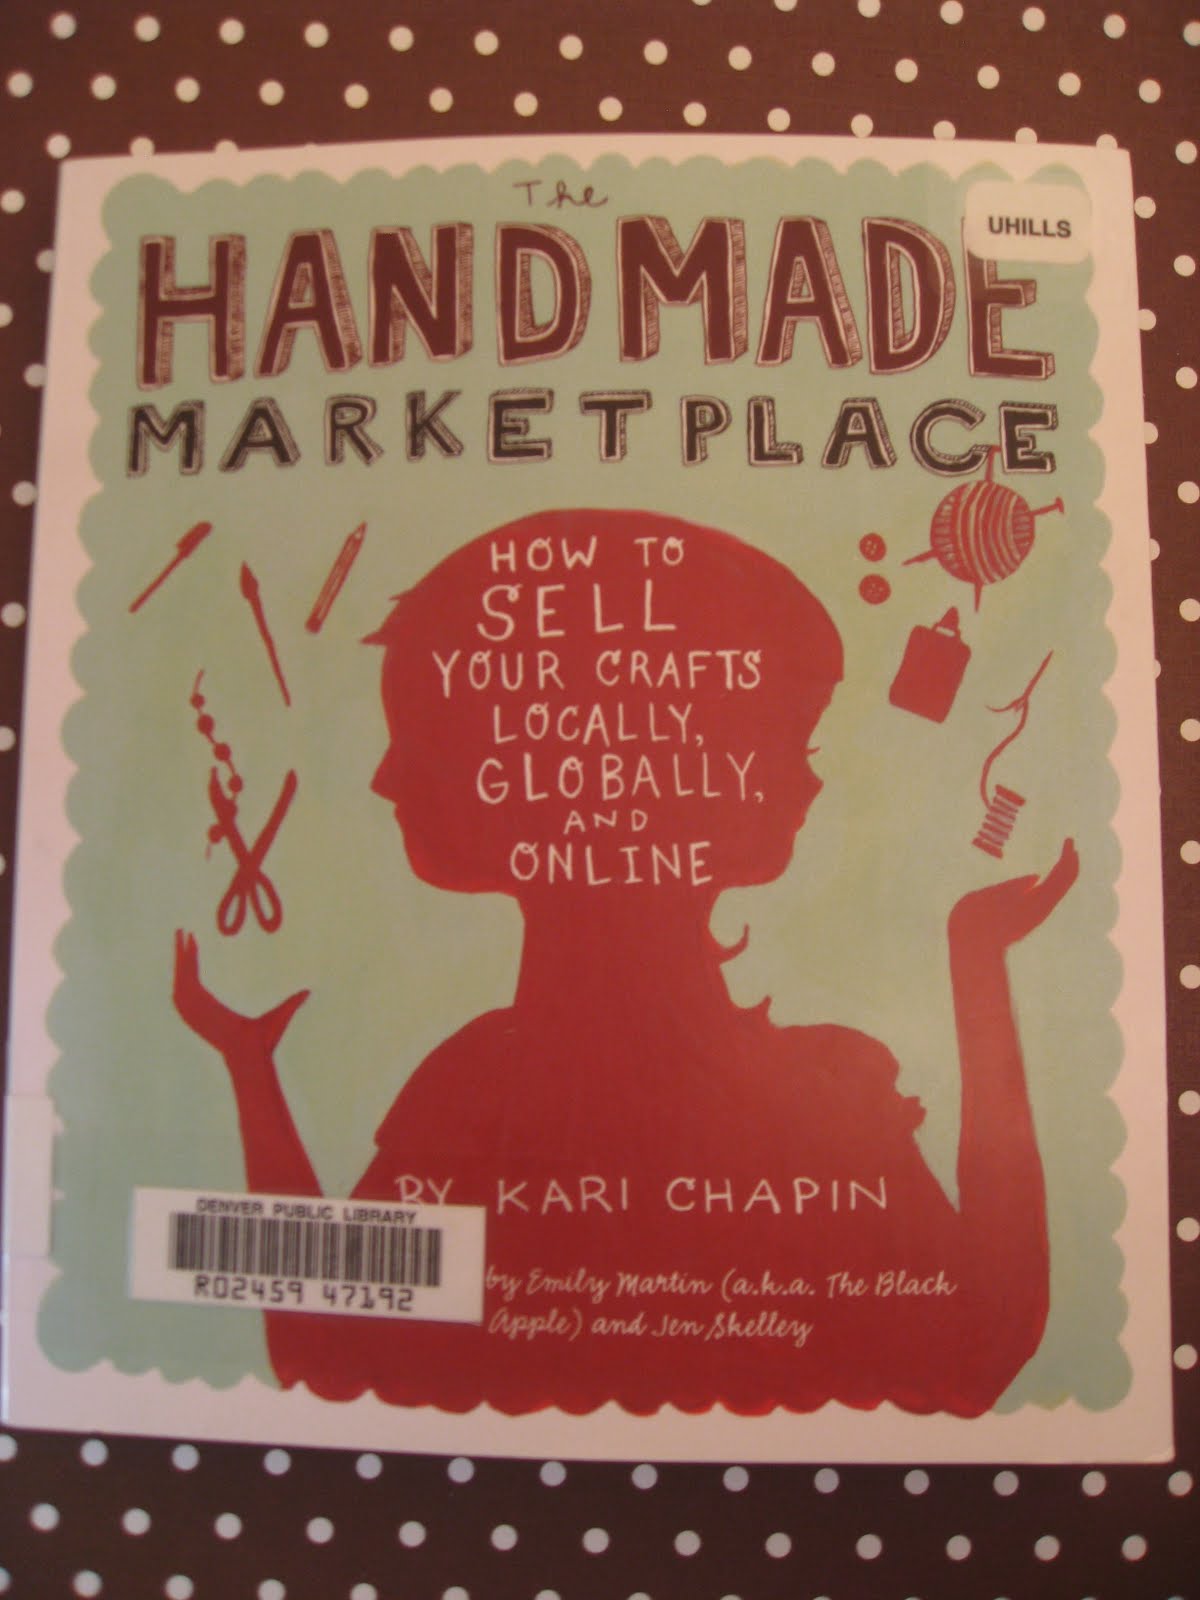 The
UHILLS
HANDMADE
MARKETPLACE
HOW TO
SELL
YOUR CRAFTS
LOCALLY,
GLOBALLY,
AND
ONLINE
BY KARI CHAPIN
DENVER PUBLIC LIBRARY
R02459 47192
by Emily Martin (a.k.a. The Black
Apple) and Jen Skelley